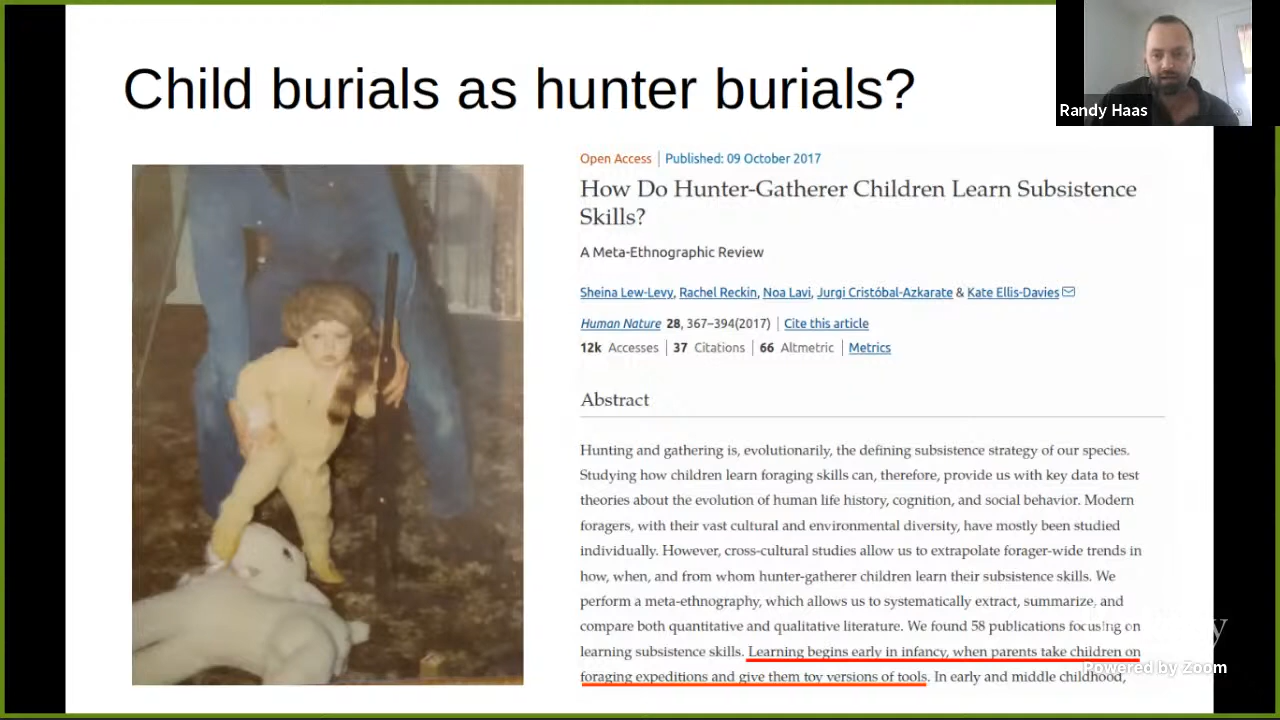 Child burials as hunter burials?
Randy Haas
Open Access | Published: 09 October 2017
How Do Hunter-Gatherer Children Learn Subsistence
Skills?
A Meta-Ethnographic Review
Sheina Lew-Levy, Rachel Reckin, Noa Lavi, Jurgi Cristóbal-Azkarate & Kate Ellis-Davies
Human Nature 28, 367–394(2017) | Cite this article
12k Accesses | 37 Citations | 66 Altmetric | Metrics
Abstract
Hunting and gathering is, evolutionarily, the defining subsistence strategy of our species.
Studying how children learn foraging skills can, therefore, provide us with key data to test
theories about the evolution of human life history, cognition, and social behavior. Modern
foragers, with their vast cultural and environmental diversity, have mostly been studied
individually. However, cross-cultural studies allow us to extrapolate forager-wide trends in
how, when, and from whom hunter-gatherer children learn their subsistence skills. We
perform a meta-ethnography, which allows us to systematically extract, summarize, and
compare both quantitative and qualitative literature. We found 58 publications focusing on
learning subsistence skills. Learning begins early in infancy, when parents take children on
foraging expeditions and give them toy versions of tools. In early and middle childhood,
Powered by Zoom